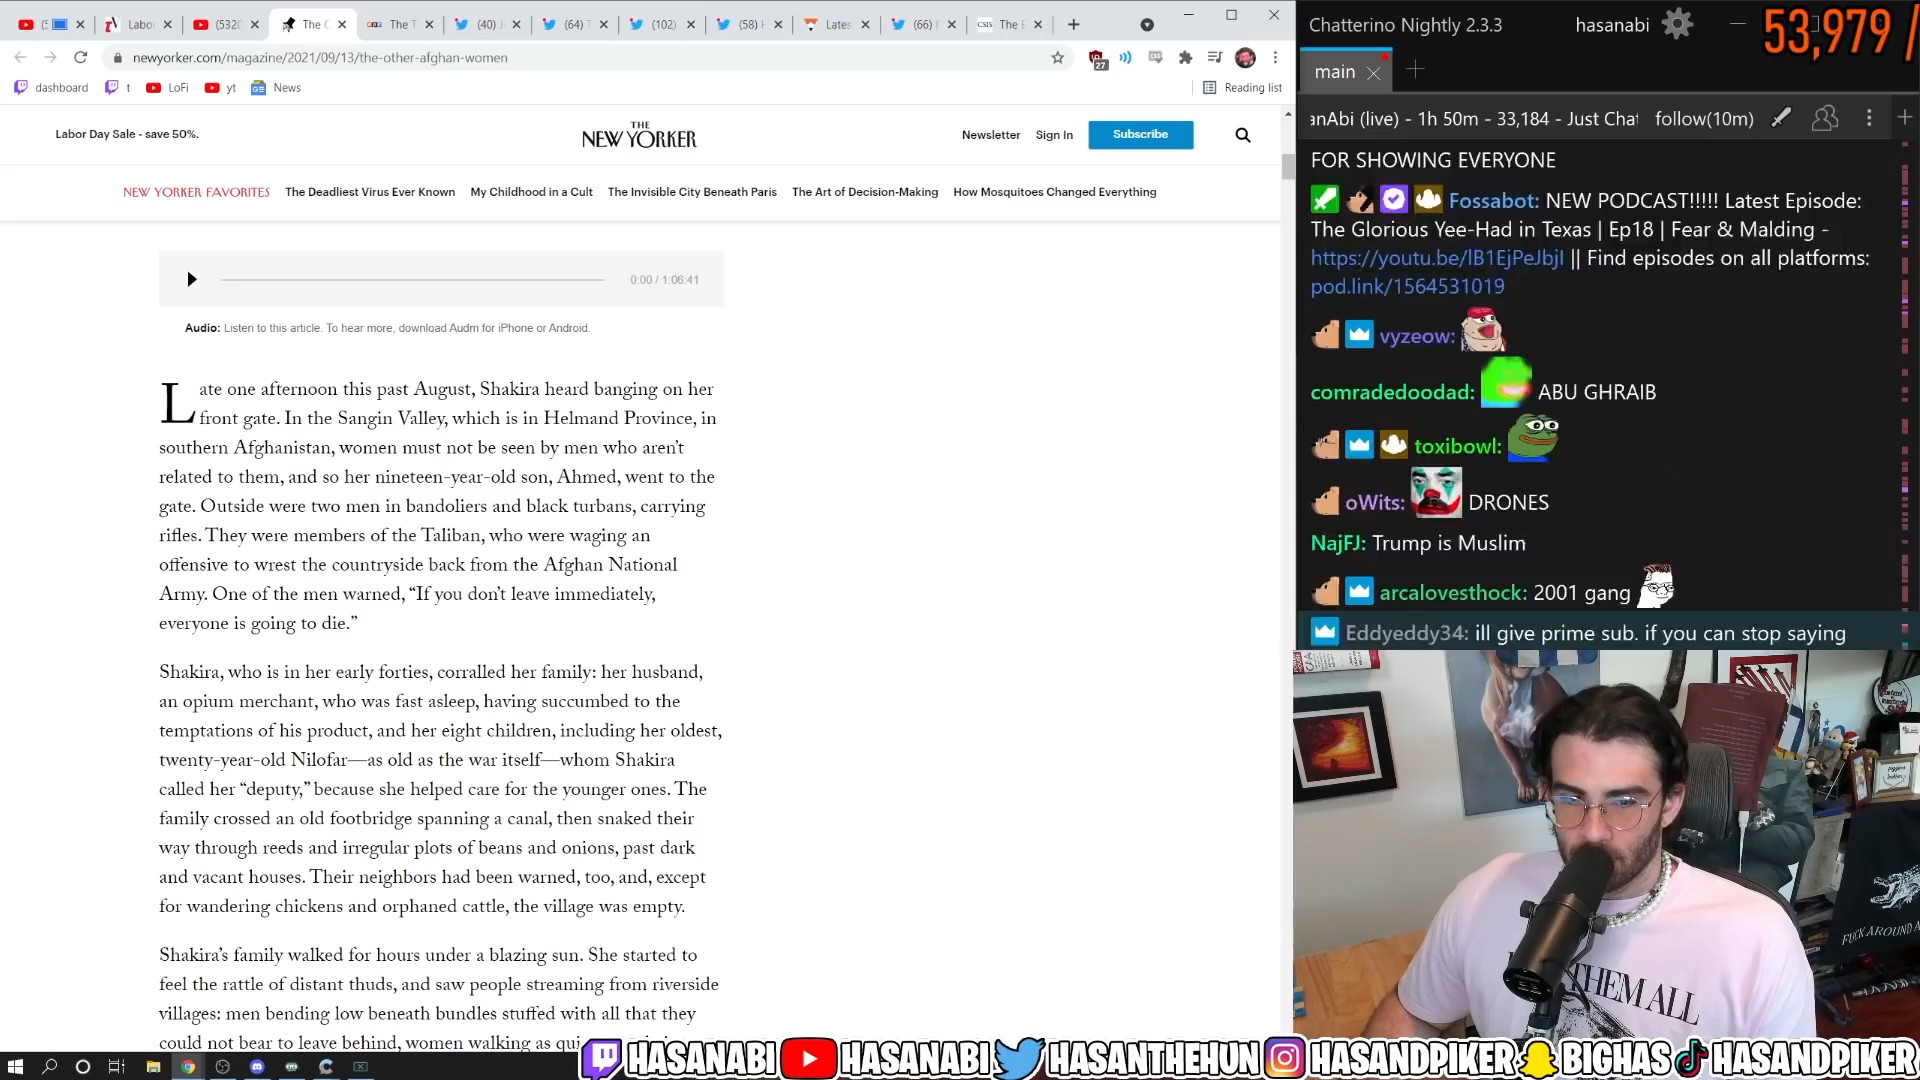 Labor
(5320
The C
The T
(40) J
(64) T
(102)
(58) H
Lates
(66)
CSIS The E
newyorker.com/magazine/2021/09/13/the-other-afghan-women
27
dashboard t LoFi yt News
Reading list
Labor Day Sale - save 50%.
THE
NEW YORKER
Newsletter Sign In Subscribe
NEW YORKER FAVORITES The Deadliest Virus Ever Known My Childhood in a Cult The Invisible City Beneath Paris The Art of Decision-Making How Mosquitoes Changed Everything
0:00 / 1:06:41
Audio: Listen to this article. To hear more, download Audm for iPhone or Android.
Late one afternoon this past August, Shakira heard banging on her
front gate. In the Sangin Valley, which is in Helmand Province, in
southern Afghanistan, women must not be seen by men who aren’t
related to them, and so her nineteen-year-old son, Ahmed, went to the
gate. Outside were two men in bandoliers and black turbans, carrying
rifles. They were members of the Taliban, who were waging an
offensive to wrest the countryside back from the Afghan National
Army. One of the men warned, “If you don’t leave immediately,
everyone is going to die.”
Shakira, who is in her early forties, corralled her family: her husband,
an opium merchant, who was fast asleep, having succumbed to the
temptations of his product, and her eight children, including her oldest,
twenty-year-old Nilofar—as old as the war itself—whom Shakira
called her “deputy,” because she helped care for the younger ones. The
family crossed an old footbridge spanning a canal, then snaked their
way through reeds and irregular plots of beans and onions, past dark
and vacant houses. Their neighbors had been warned, too, and, except
for wandering chickens and orphaned cattle, the village was empty.
Shakira’s family walked for hours under a blazing sun. She started to
feel the rattle of distant thuds, and saw people streaming from riverside
villages: men bending low beneath bundles stuffed with all that they
could not bear to leave behind, women walking as qui
Chatterino Nightly 2.3.3 hasanabi
53,979 /
main
anAbi (live) - 1h 50m - 33,184 - Just Chat follow(10m)
FOR SHOWING EVERYONE
Fossabot: NEW PODCAST!!!!! Latest Episode:
The Glorious Yee-Had in Texas | Ep18 | Fear & Malding -
https://youtu.be/lB1EjPeJbjI || Find episodes on all platforms:
pod.link/1564531019
vyzeow:
comradedoodad: ABU GHRAIB
toxibowl:
oWits: DRONES
NajFJ: Trump is Muslim
arcalovesthock: 2001 gang
Eddyeddy34: ill give prime sub. if you can stop saying
THEM ALL
FUCK AROUND A
HASANABI HASANABI HASANTHEHUN HASANDPIKER BIGHAS HASANDPIKER